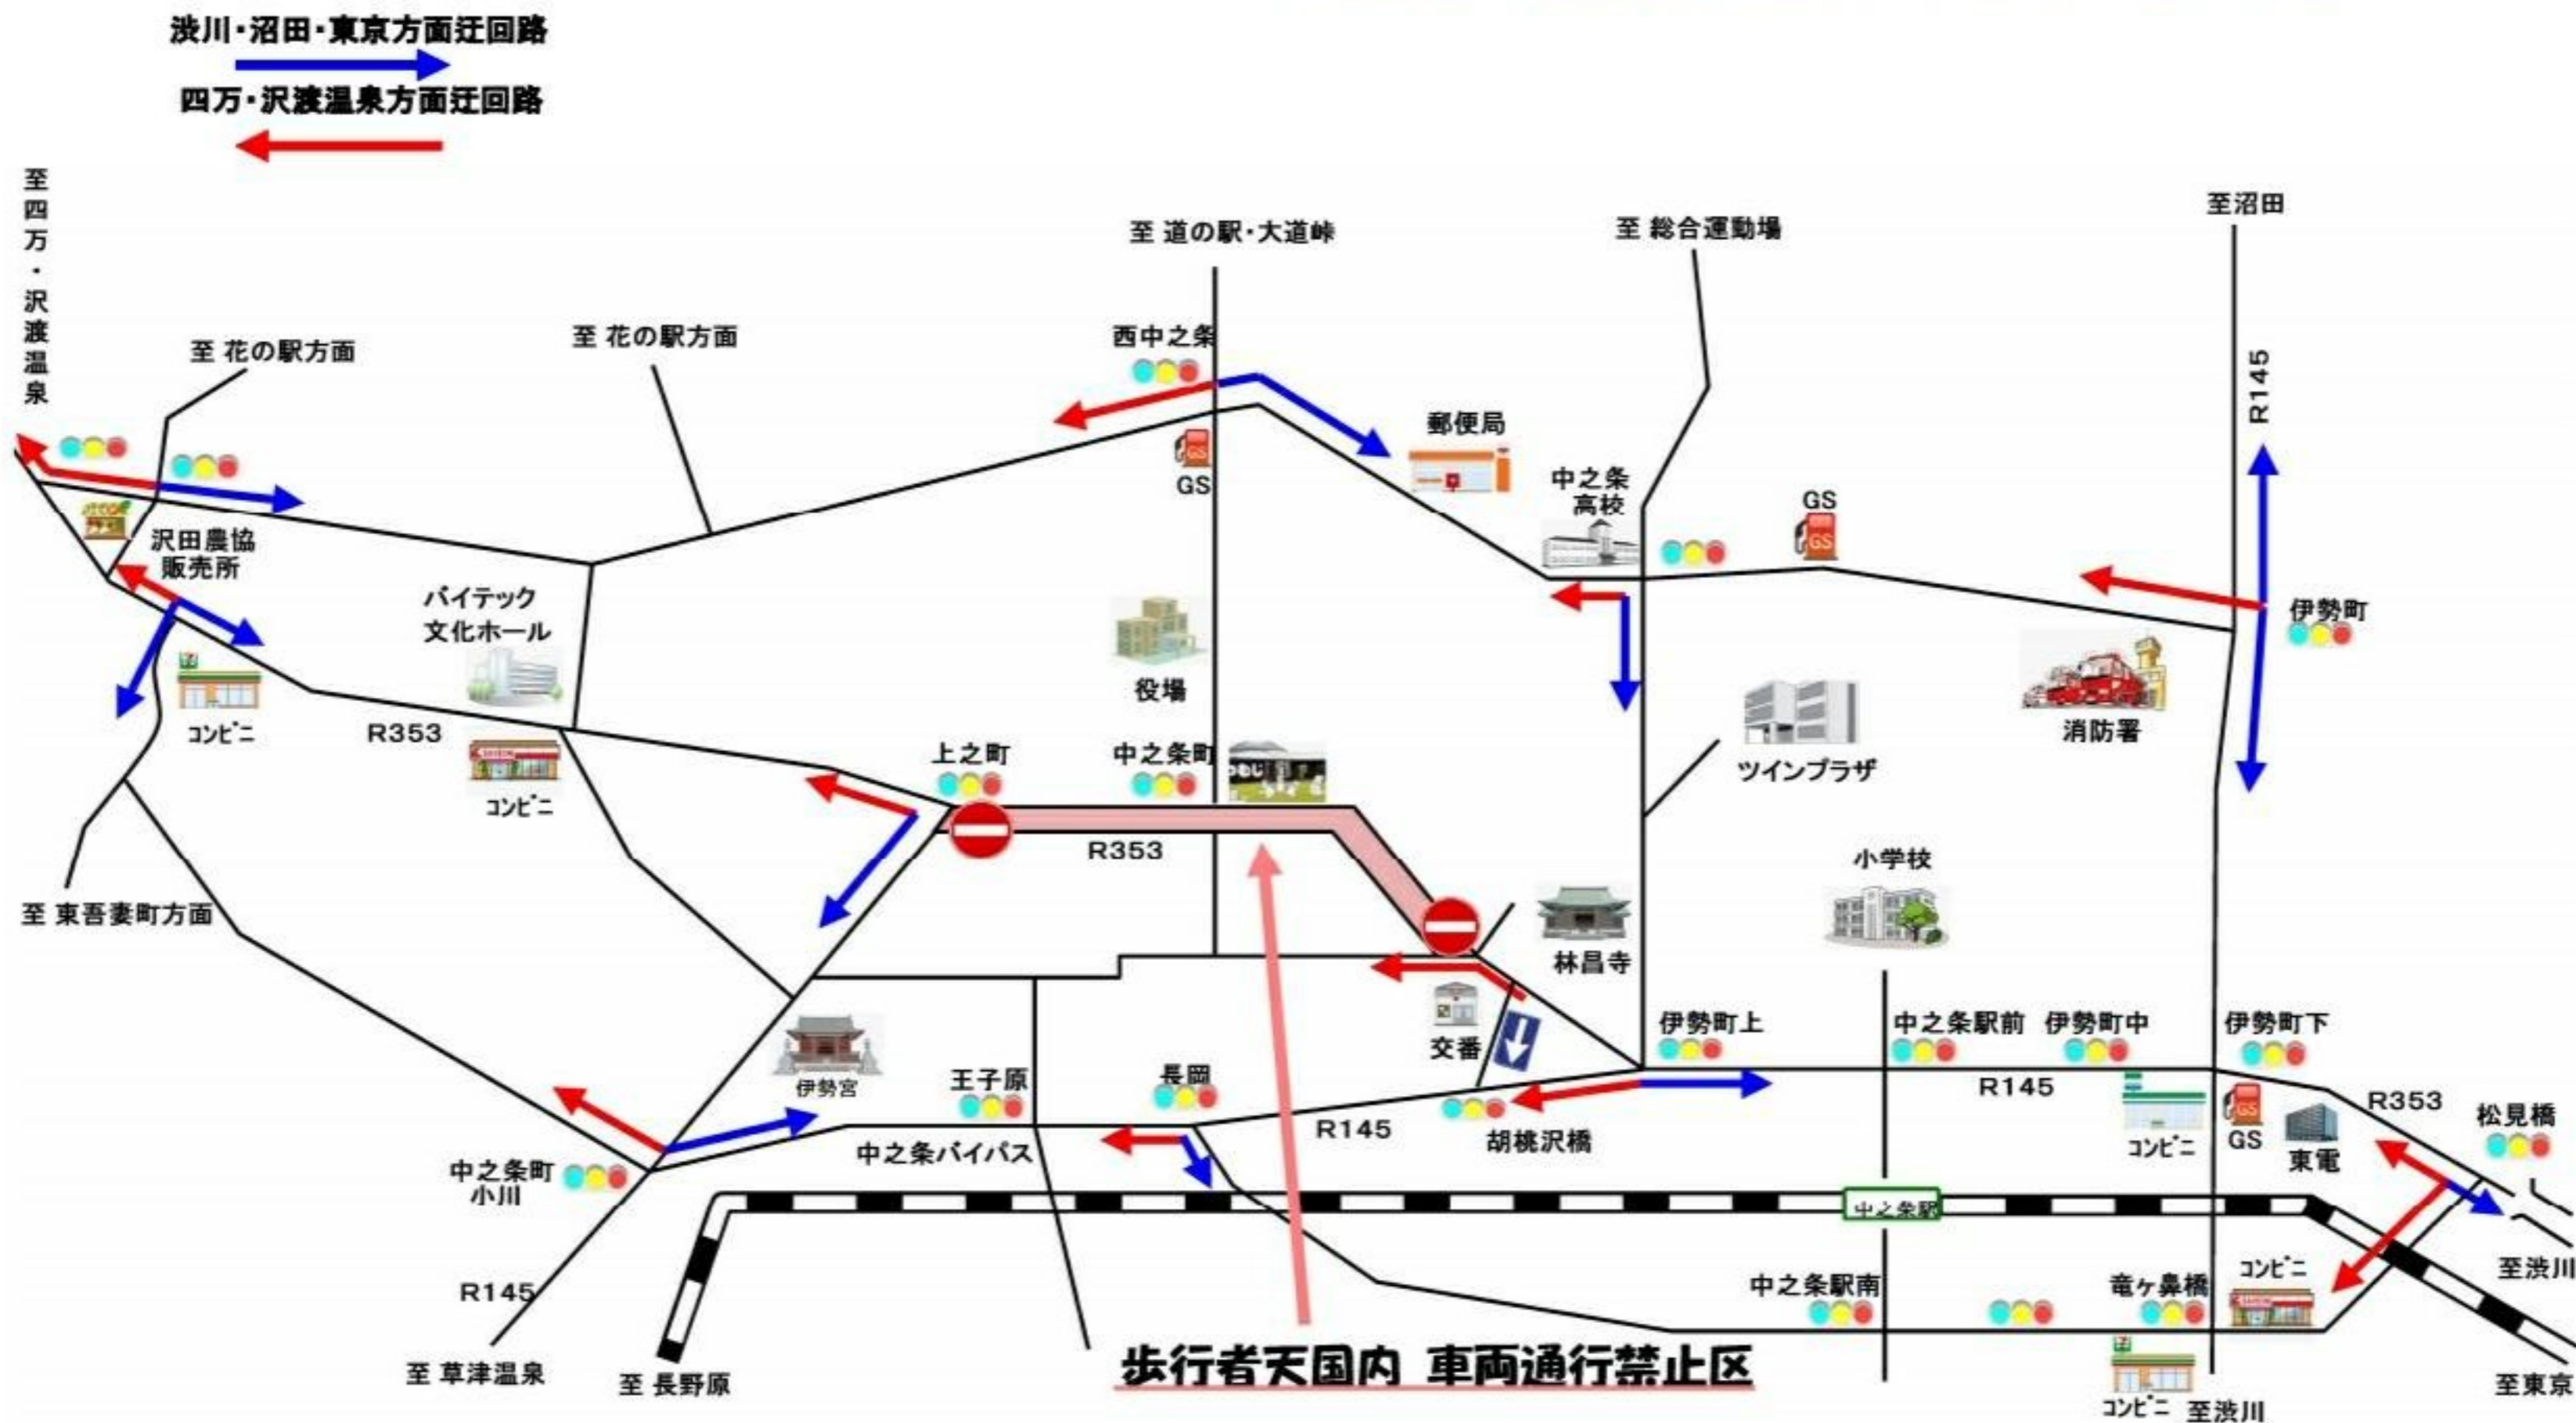 渋川・沼田・東京方面迂回路
四万・沢渡温泉方面迂回路
至四万・沢渡温泉
至 花の駅方面
至 花の駅方面
至 道の駅・大道峠
至 総合運動場
至沼田
西中之条
R145
郵便局
GS
GS
中之条
高校
GS
GS
沢田農協
販売所
バイテック
文化ホール
伊勢町
役場
コンビニ
R353
コンビニ
上之町
中之条町
つむじ
ツインプラザ
消防署
R353
小学校
至 東吾妻町方面
林昌寺
交番
伊勢町上
中之条駅前
伊勢町中
伊勢町下
伊勢宮
王子原
長岡
R145
R353
松見橋
中之条バイパス
R145
胡桃沢橋
コンビニ
GS
GS
東電
中之条町
小川
中之条駅
至渋川
R145
中之条駅南
竜ヶ鼻橋
コンビニ
至 草津温泉
至 長野原
歩行者天国内 車両通行禁止区
コンビニ
至渋川
至東京